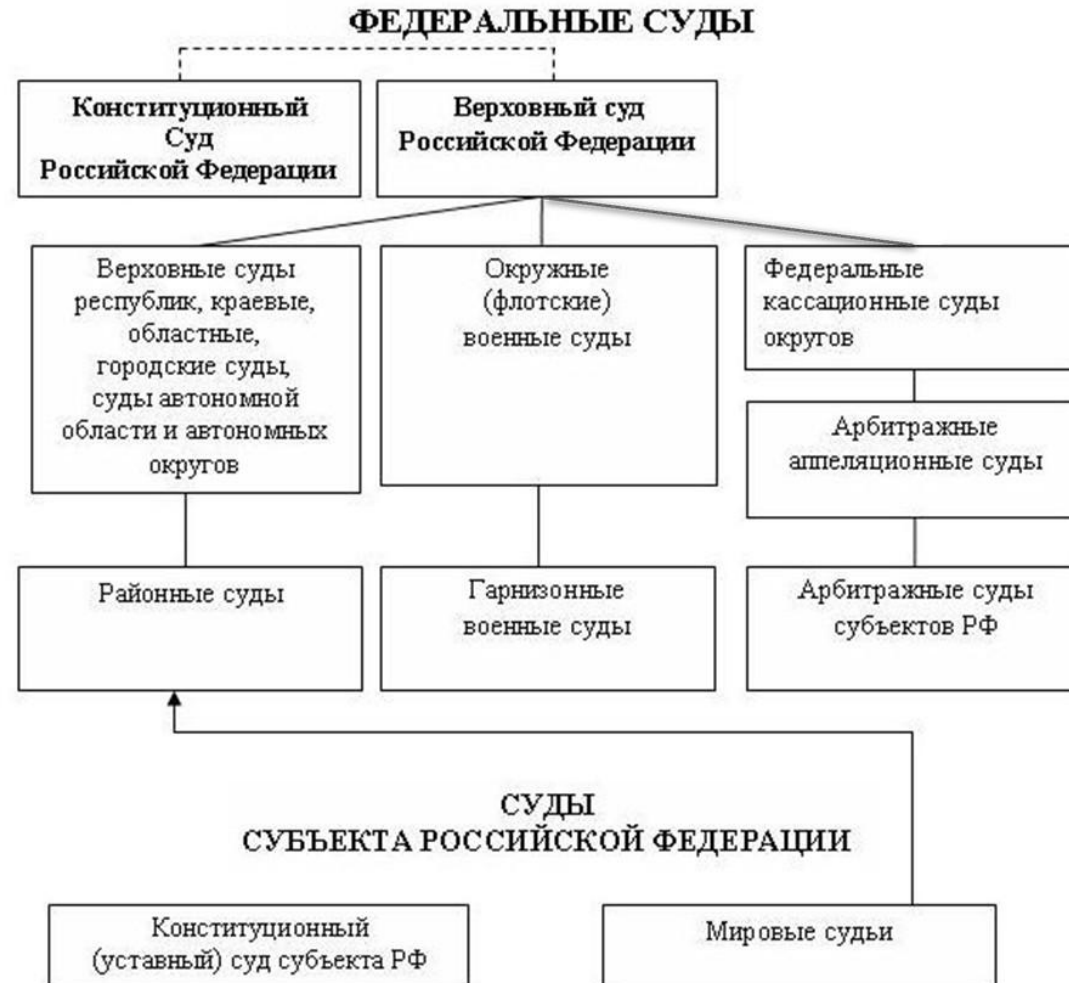 ФЕДЕРАЛЬНЫЕ СУДЫ
Конституционный
Суд
Российской Федерации
Верховный суд
Российской Федерации
Верховные суды
республик, краевые,
областные,
городские суды,
суды автономной
области и автономных
округов
Окружные
(флотские)
военные суды
Федеральные
кассационные суды
округов
Арбитражные
аппеляционные суды
Районные суды
Гарнизонные
военные суды
Арбитражные суды
субъектов РФ
СУДЫ
СУБЪЕКТА РОССИЙСКОЙ ФЕДЕРАЦИИ
Конституционный
(уставный) суд субъекта РФ
Мировые судьи